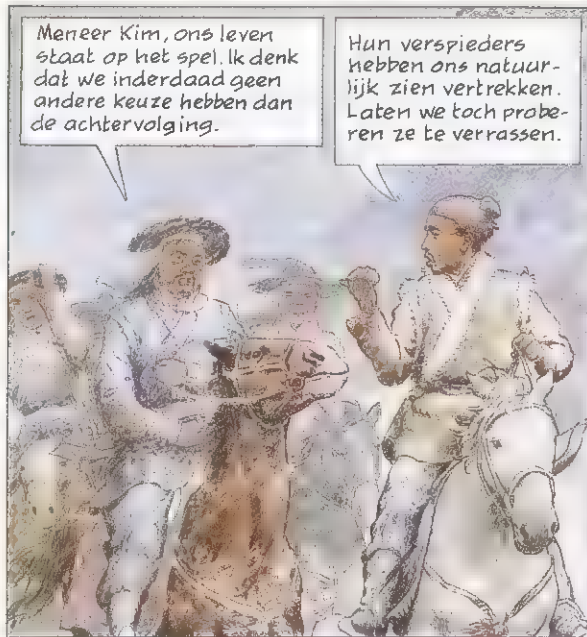 Meneer Kim, ons leven
staat op het spel. Ik denk
dat we inderdaad geen
andere keuze hebben dan
de achtervolging.
Hun verspieders
hebben ons natuur-
lijk zien vertrekken.
Laten we toch probe-
ren ze te verrassen.